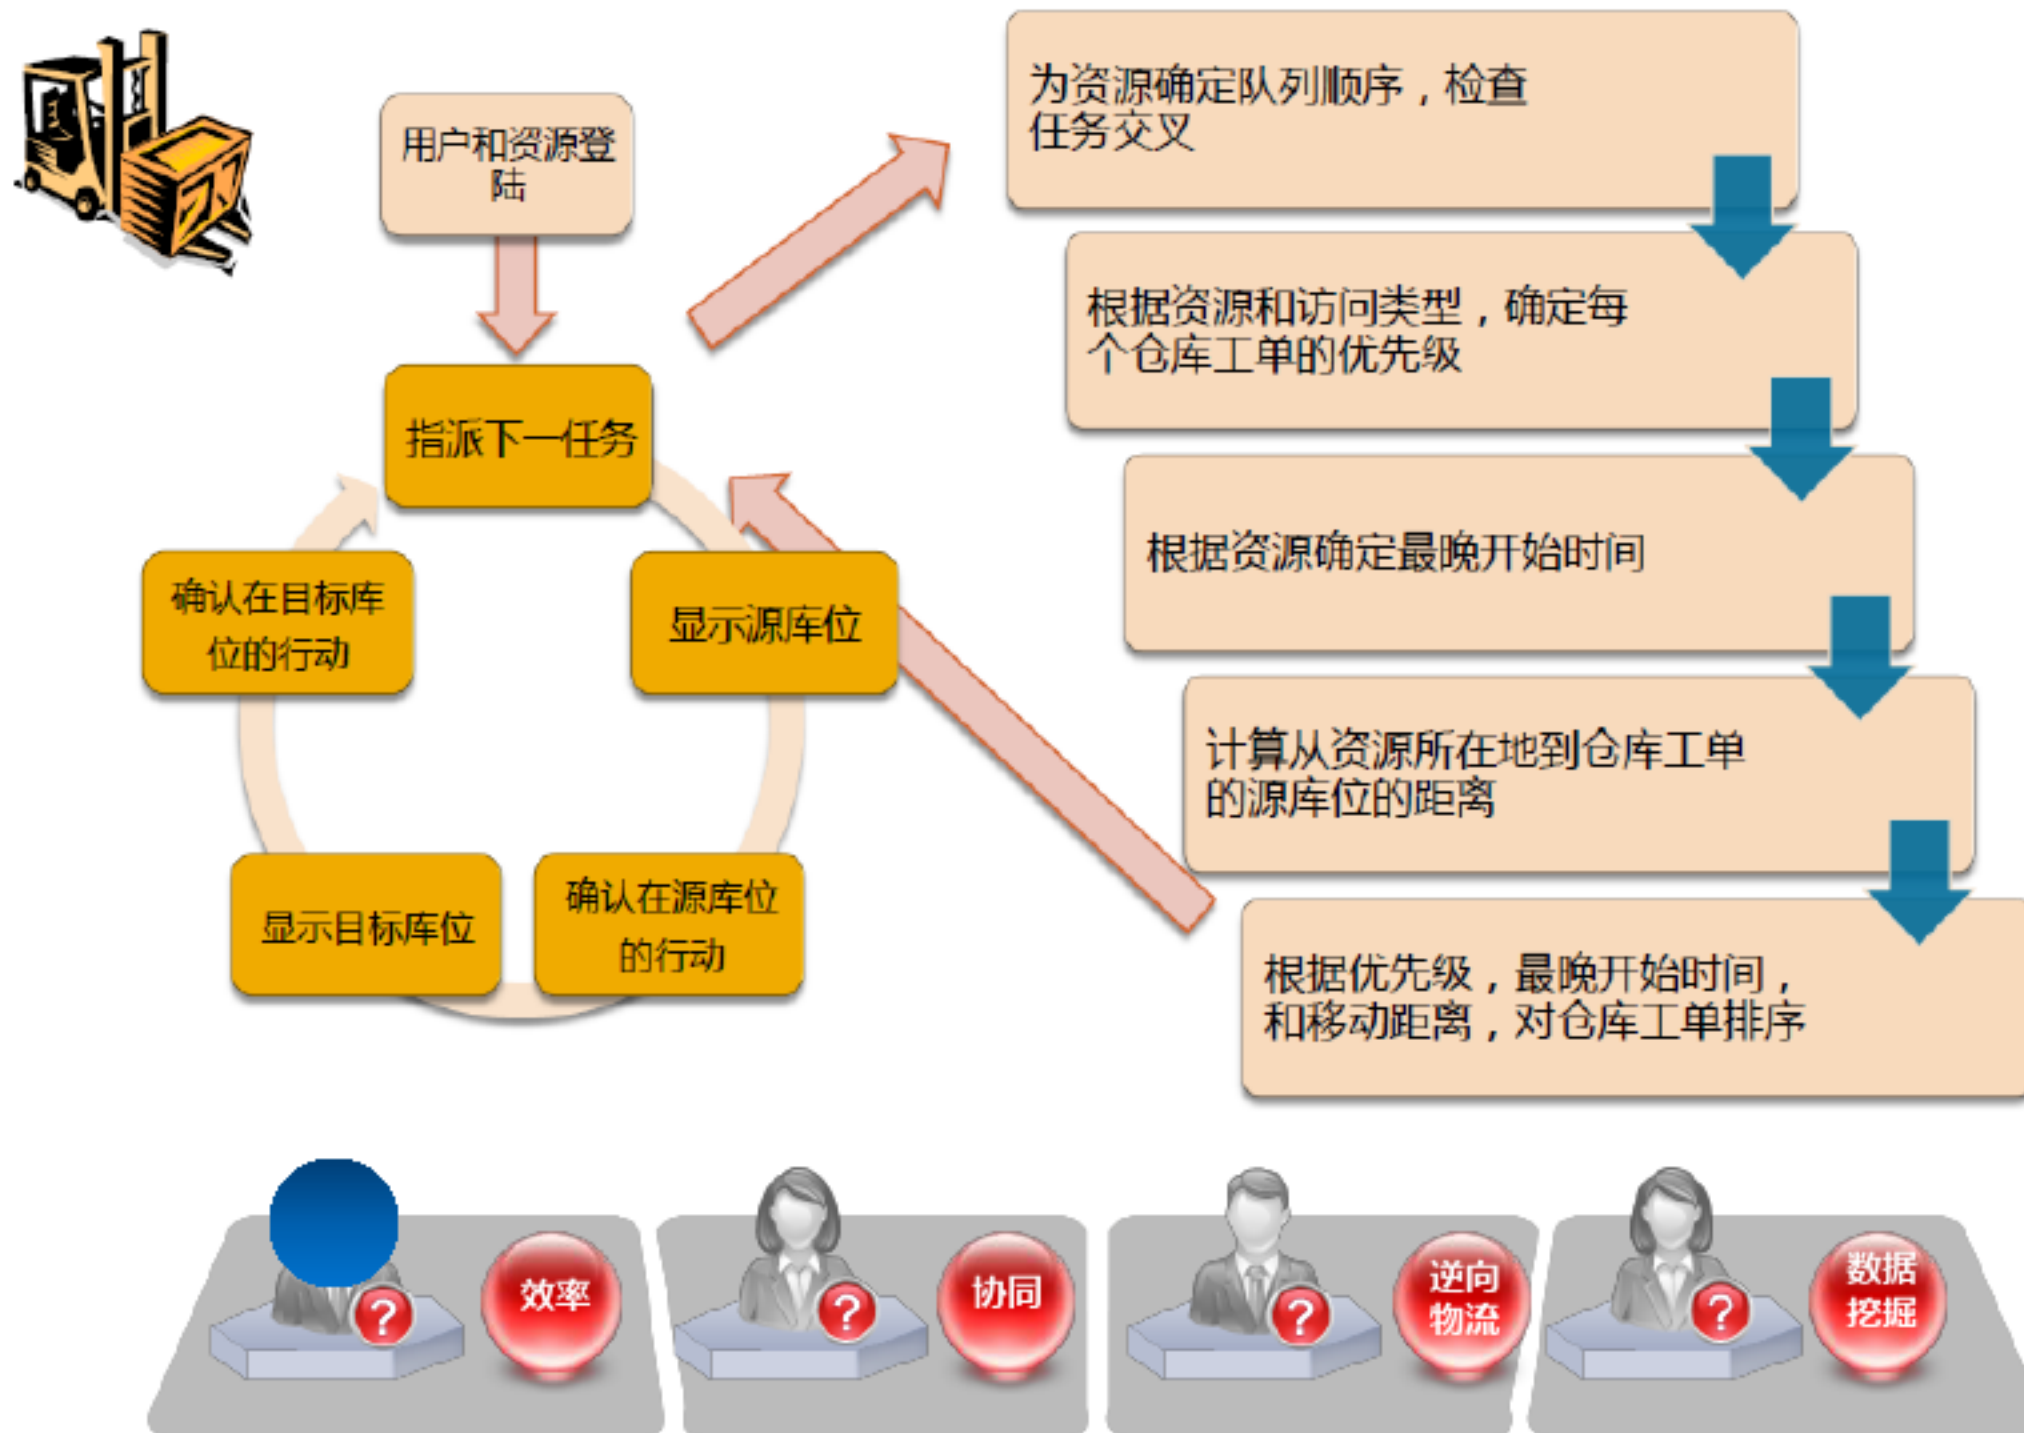 用户和资源登
陆
指派下一任务
显示源库位
确认在源库位
的行动
显示目标库位
确认在目标库
位的行动
为资源确定队列顺序，检查
任务交叉
根据资源和访问类型，确定每
个仓库工单的优先级
根据资源确定最晚开始时间
计算从资源所在地到仓库工单
的源库位的距离
根据优先级，最晚开始时间，
和移动距离，对仓库工单排序
?
效率
?
协同
?
逆向
物流
?
数据
挖掘